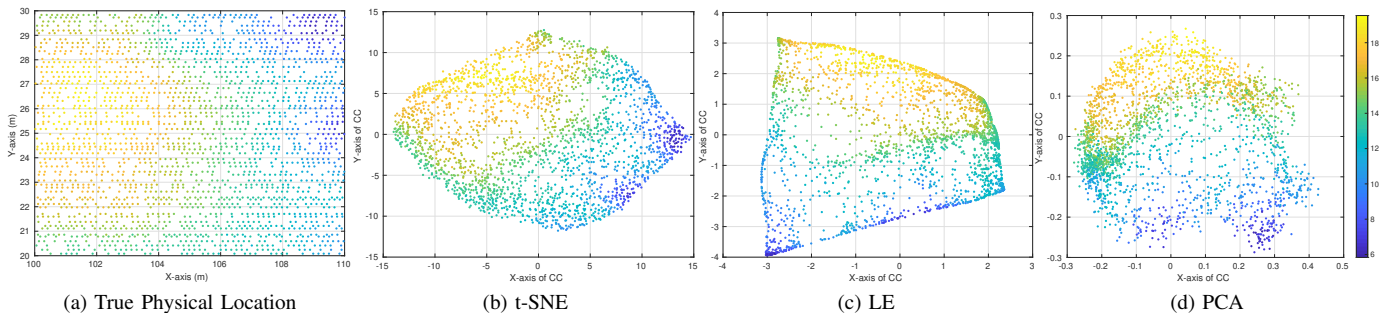 30
29
28
27
26
25
24
23
22
21
20
Y-axis (m)
100 102 104 106 108 110
X-axis (m)
(a) True Physical Location
15
10
5
0
-5
-10
-15
Y-axis of CC
-15 -10 -5 0 5 10 15
X-axis of CC
(b) t-SNE
4
3
2
1
0
-1
-2
-3
-4
Y-axis of CC
-4 -3 -2 -1 0 1 2 3
X-axis of CC
(c) LE
0.3
0.2
0.1
0
-0.1
-0.2
-0.3
Y-axis of CC
-0.3 -0.2 -0.1 0 0.1 0.2 0.3 0.4 0.5
X-axis of CC
(d) PCA
18
16
14
12
10
8
6